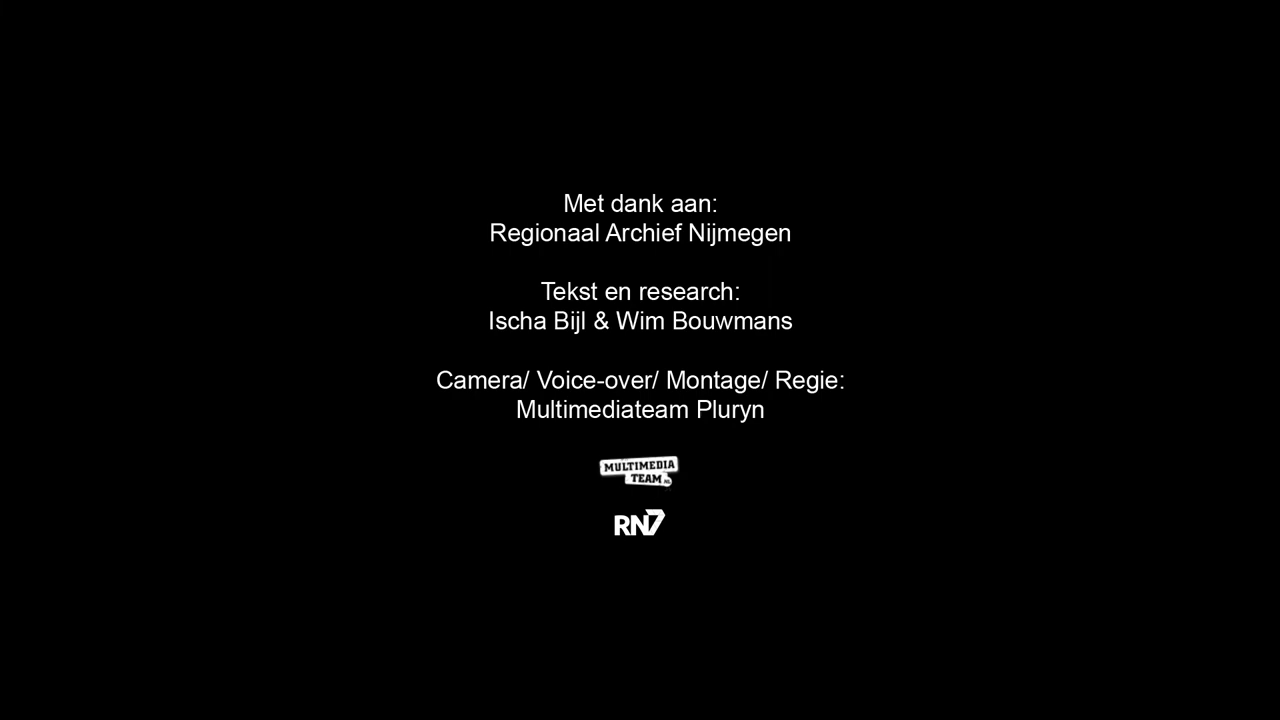 Met dank aan:
Regionaal Archief Nijmegen
Tekst en research:
Ischa Bijl & Wim Bouwmans
Camera/ Voice-over/ Montage/ Regie:
Multimediateam Pluryn
MULTIMEDIA
TEAM.NL
RN7